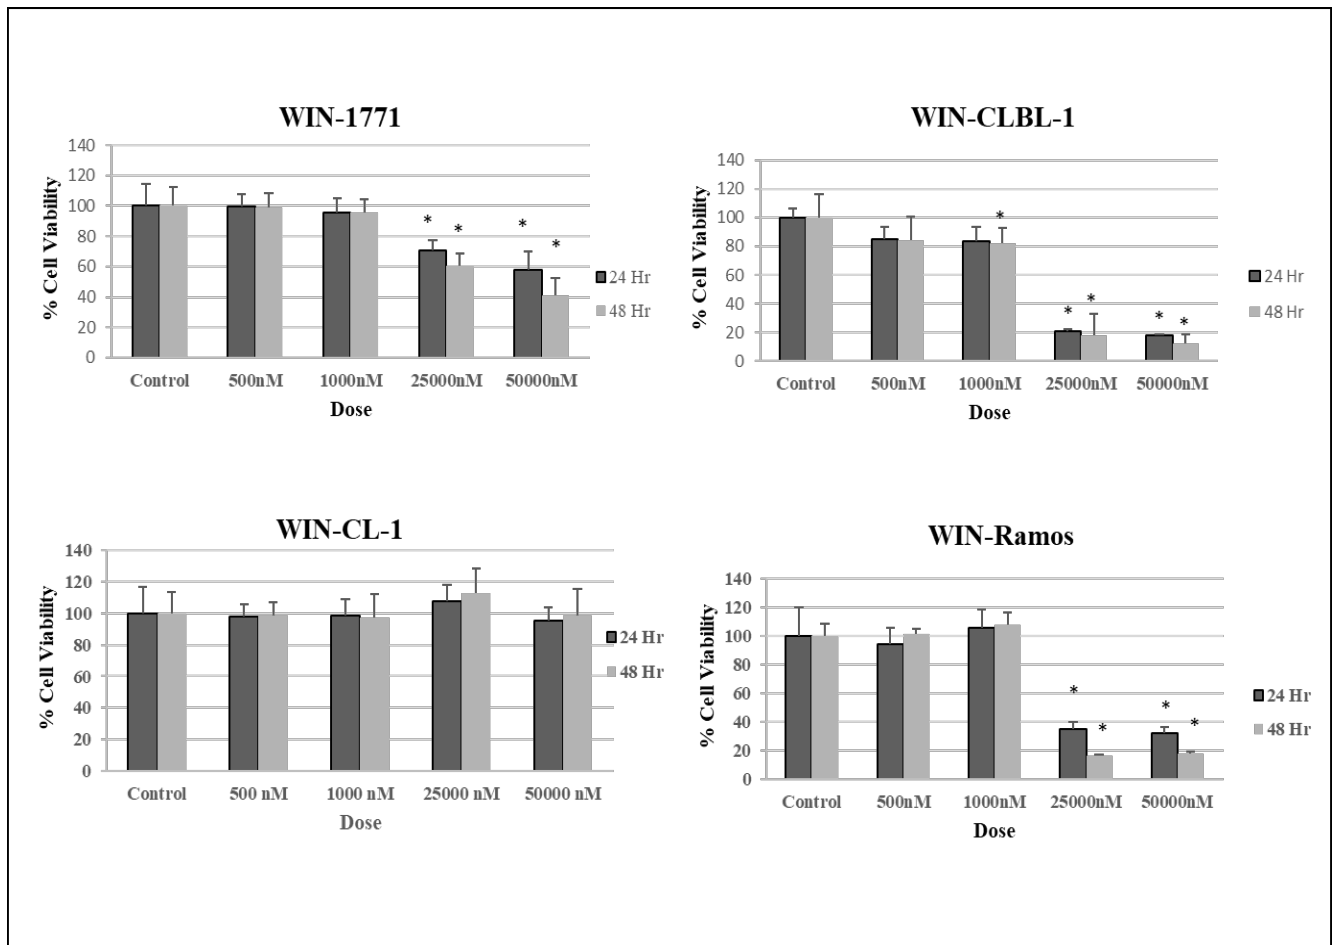 WIN-1771
% Cell Viability
140
120
100
80
60
40
20
0
* * * *
Control 500nM 1000nM 25000nM 50000nM
Dose
24 Hr
48 Hr
WIN-CLBL-1
% Cell Viability
140
120
100
80
60
40
20
0
* * * * *
Control 500nM 1000nM 25000nM 50000nM
Dose
24 Hr
48 Hr
WIN-CL-1
% Cell Viability
140
120
100
80
60
40
20
0
Control 500 nM 1000 nM 25000 nM 50000 nM
Dose
24 Hr
48 Hr
WIN-Ramos
% Cell Viability
140
120
100
80
60
40
20
0
* * * *
Control 500nM 1000nM 25000nM 50000nM
Dose
24 Hr
48 Hr